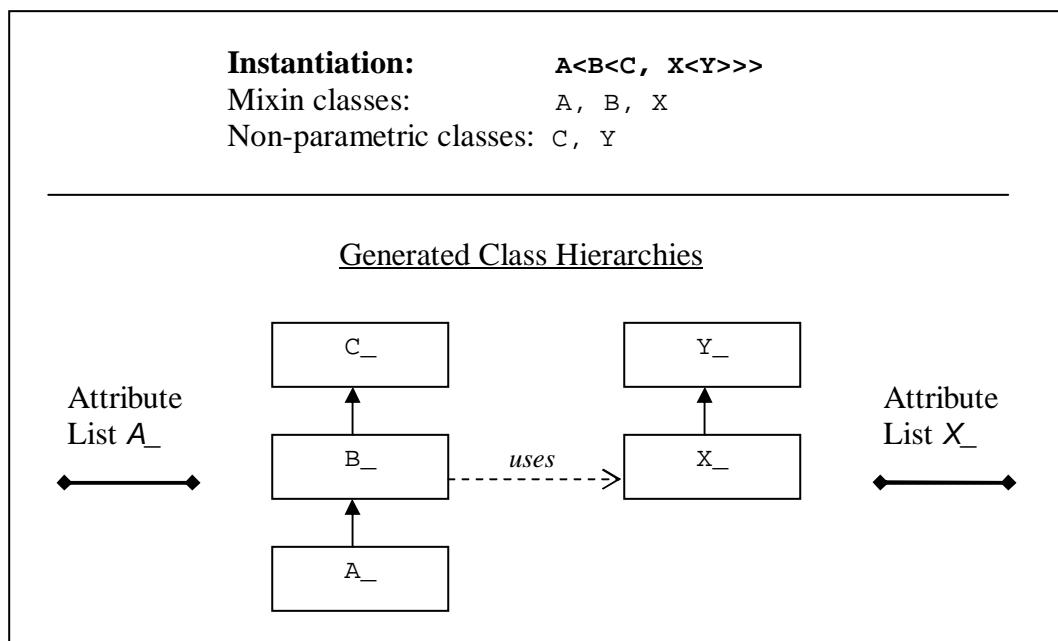 Instantiation: A<B<C, X<Y>>>
Mixin classes: A, B, X
Non-parametric classes: C, Y
Generated Class Hierarchies
C_
Y_
Attribute
List A_
B_
uses
X_
Attribute
List X_
A_